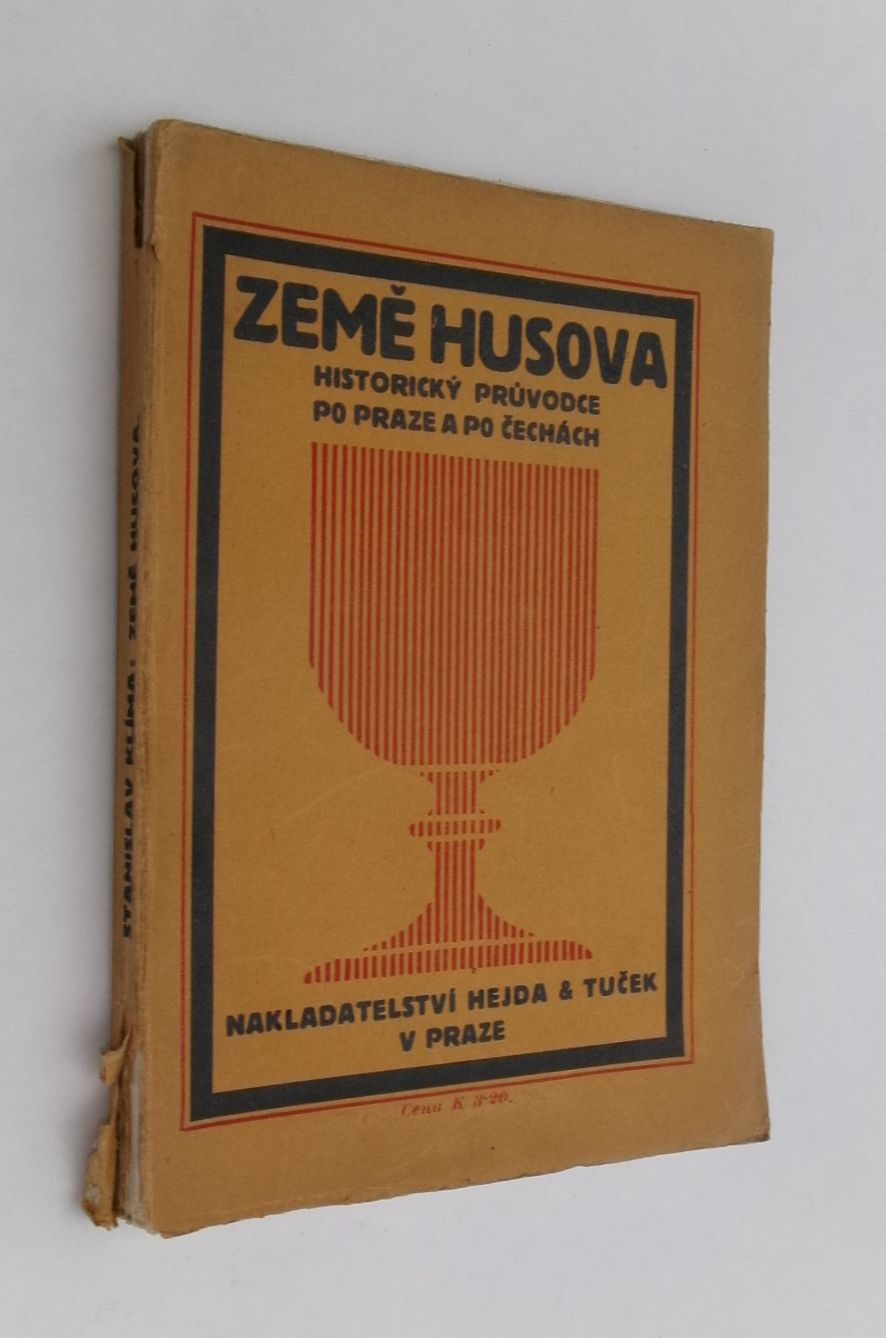 ZEMĚ HUSOVA
HISTORICKÝ PRŮVODCE
PO PRAZE A PO ČECHÁCH
NAKLADATELSTVÍ HEJDA & TUČEK
V PRAZE
Cena K 3·20.
STANISLAV KLÍMA: ZEMĚ HUSOVA